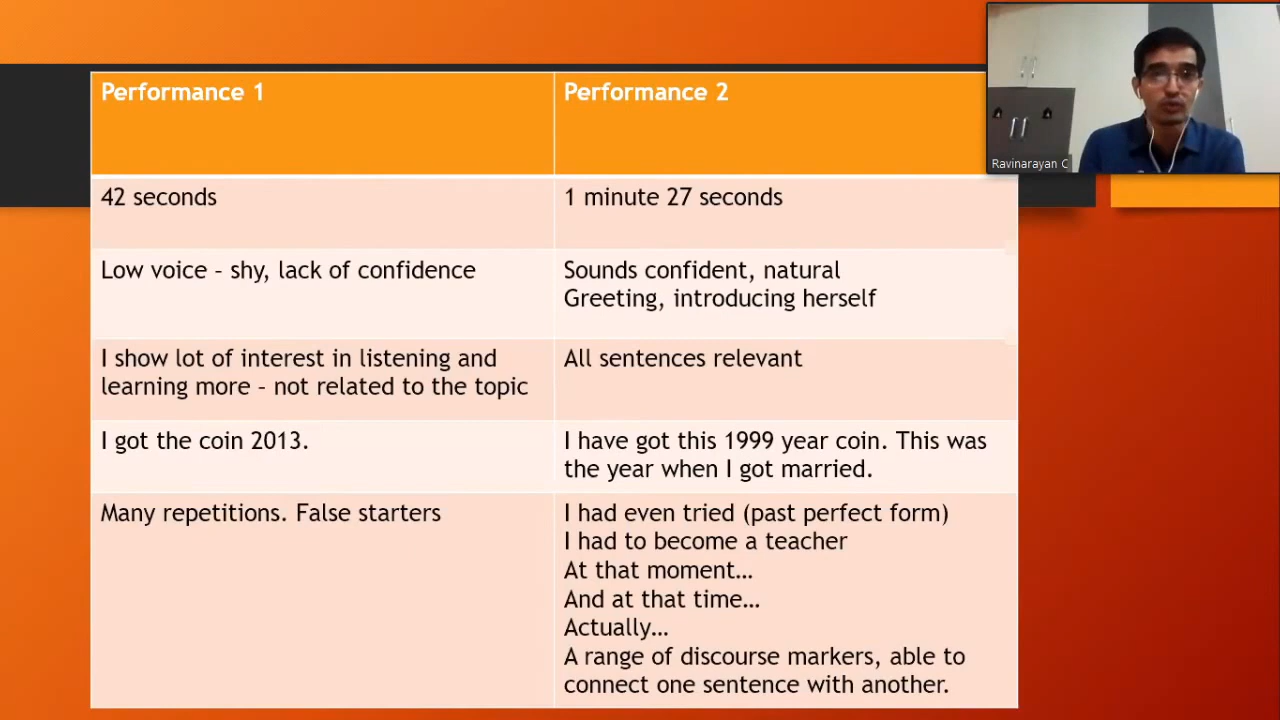 Performance 1
Performance 2
42 seconds
1 minute 27 seconds
Low voice – shy, lack of confidence
Sounds confident, natural
Greeting, introducing herself
I show lot of interest in listening and
learning more – not related to the topic
All sentences relevant
I got the coin 2013.
I have got this 1999 year coin. This was
the year when I got married.
Many repetitions. False starters
I had even tried (past perfect form)
I had to become a teacher
At that moment…
And at that time…
Actually…
A range of discourse markers, able to
connect one sentence with another.
Ravinarayan C